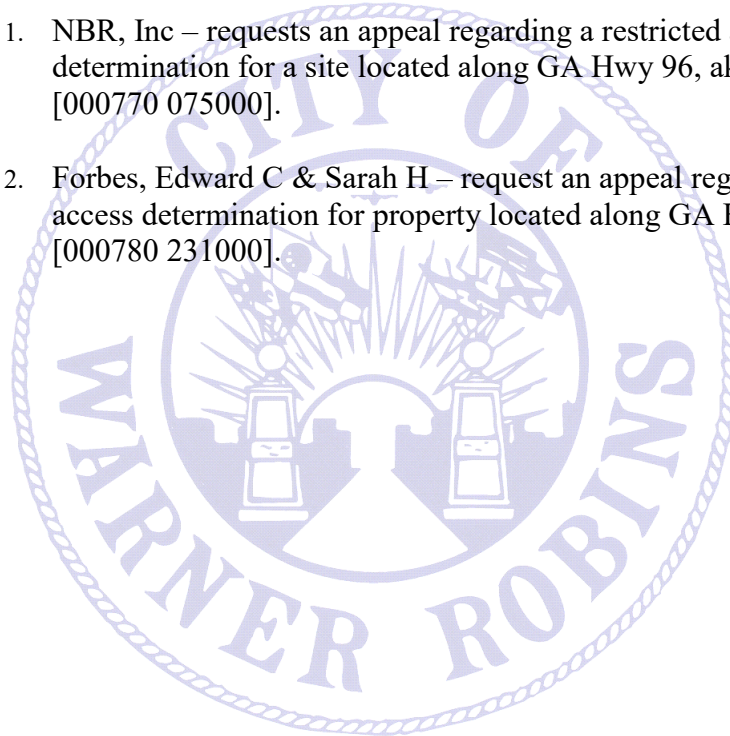 1. NBR, Inc – requests an appeal regarding a restricted
determination for a site located along GA Hwy 96,
[000770 075000].
2. Forbes, Edward C & Sarah H – request an appeal
access determination for property located along GA
[000780 231000].
CITY OF
WARNER ROBINS